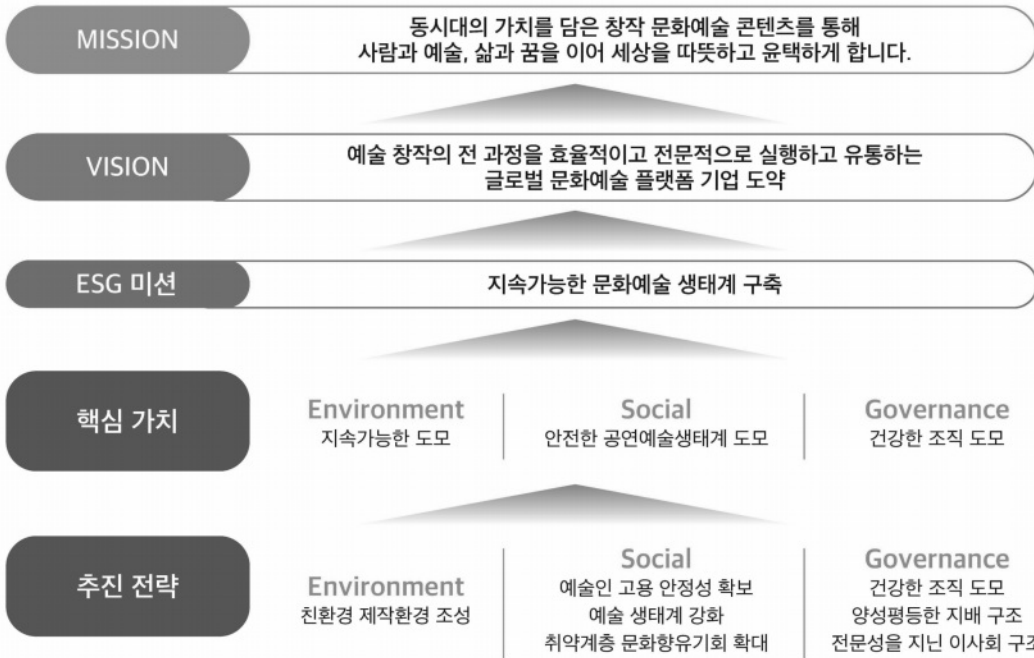 MISSION
동시대의 가치를 담은 창작 문화예술 콘텐츠를 통해
사람과 예술, 삶과 꿈을 이어 세상을 따뜻하고 윤택하게 합니다.
VISION
예술 창작의 전 과정을 효율적이고 전문적으로 실행하고 유통하는
글로벌 문화예술 플랫폼 기업 도약
ESG 미션
지속가능한 문화예술 생태계 구축
핵심 가치
Environment
지속가능한 도모
Social
안전한 공연예술생태계 도모
Governance
건강한 조직 도모
추진 전략
Environment
친환경 제작환경 조성
Social
예술인 고용 안정성 확보
예술 생태계 강화
취약계층 문화향유기회 확대
Governance
건강한 조직 도모
양성평등한 지배 구조
전문성을 지닌 이사회 구조